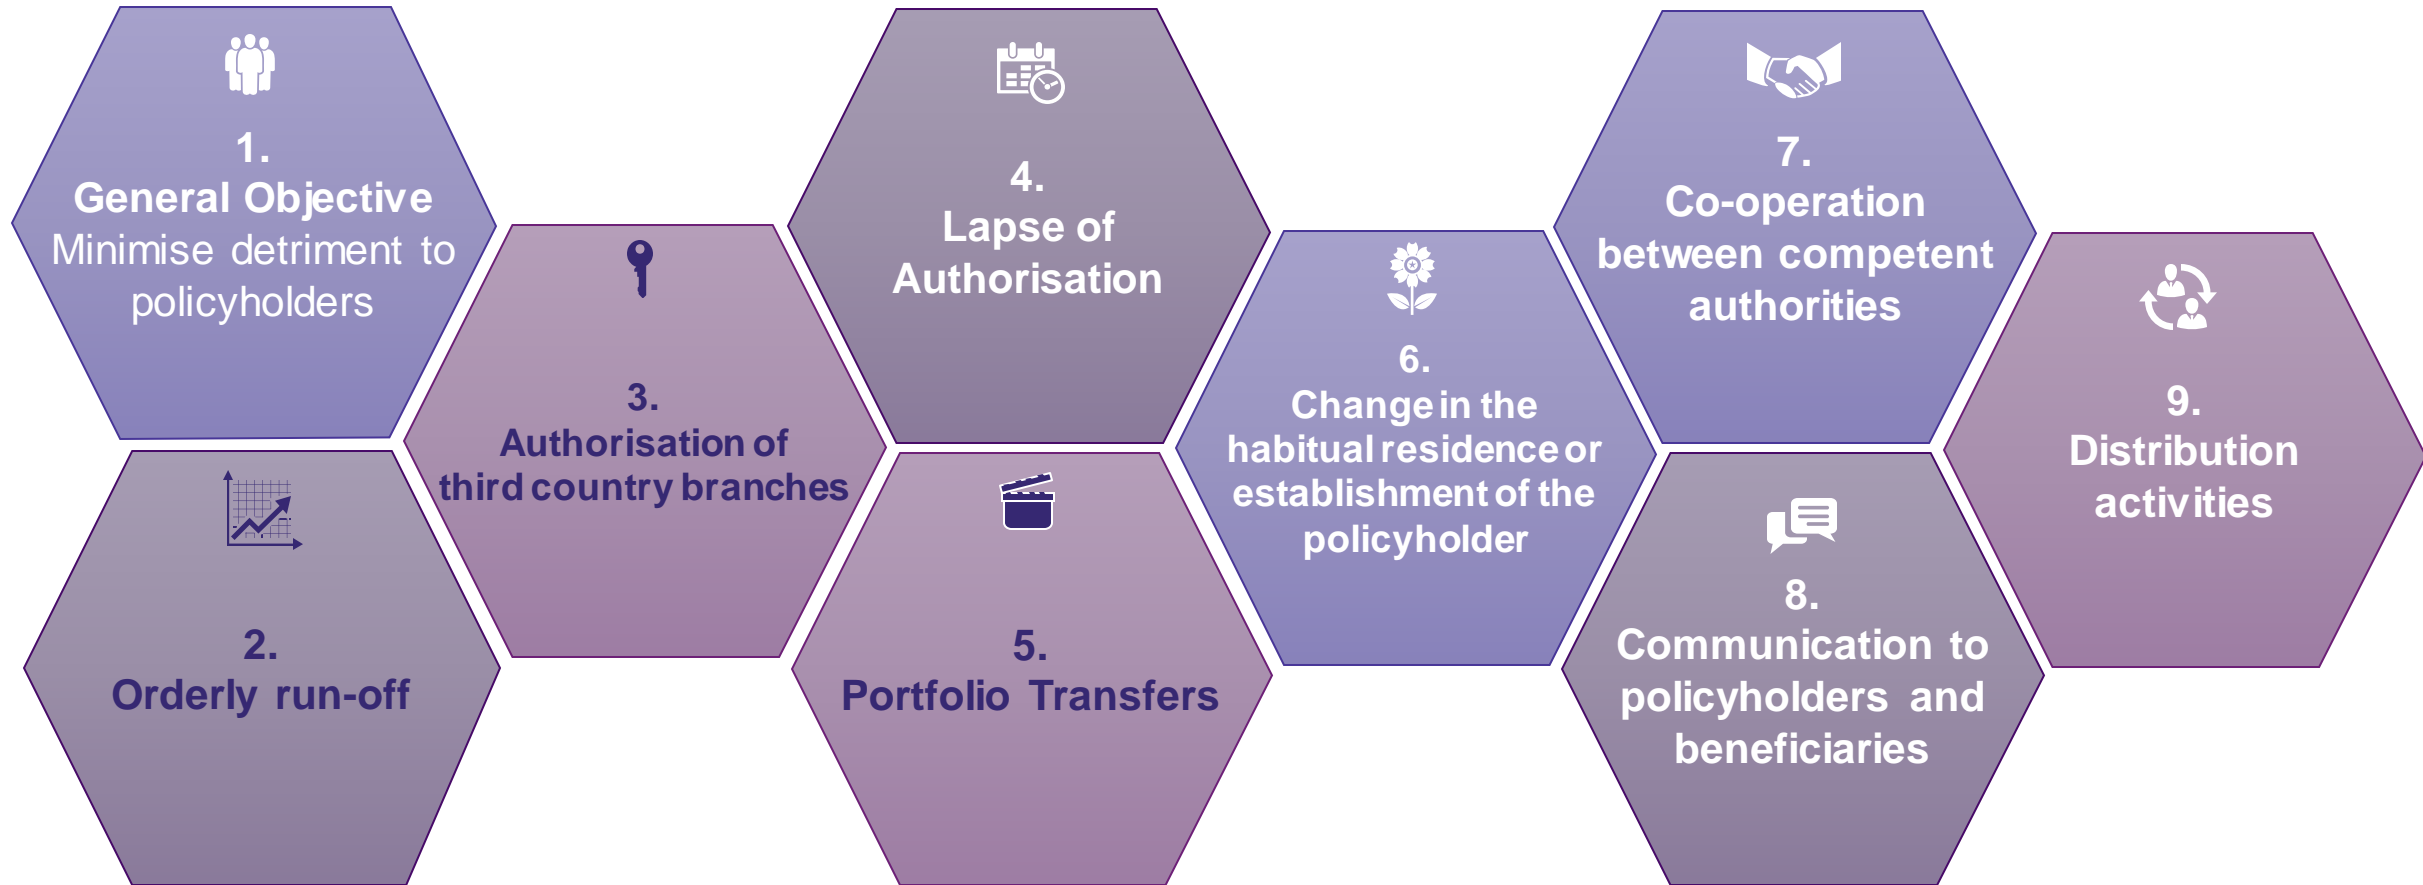 1.
General Objective
Minimise detriment to
policyholders
2.
Orderly run-off
3.
Authorisation of
third country branches
4.
Lapse of
Authorisation
5.
Portfolio Transfers
6.
Change in the
habitual residence or
establishment of the
policyholder
7.
Co-operation
between competent
authorities
8.
Communication to
policyholders and
beneficiaries
9.
Distribution
activities